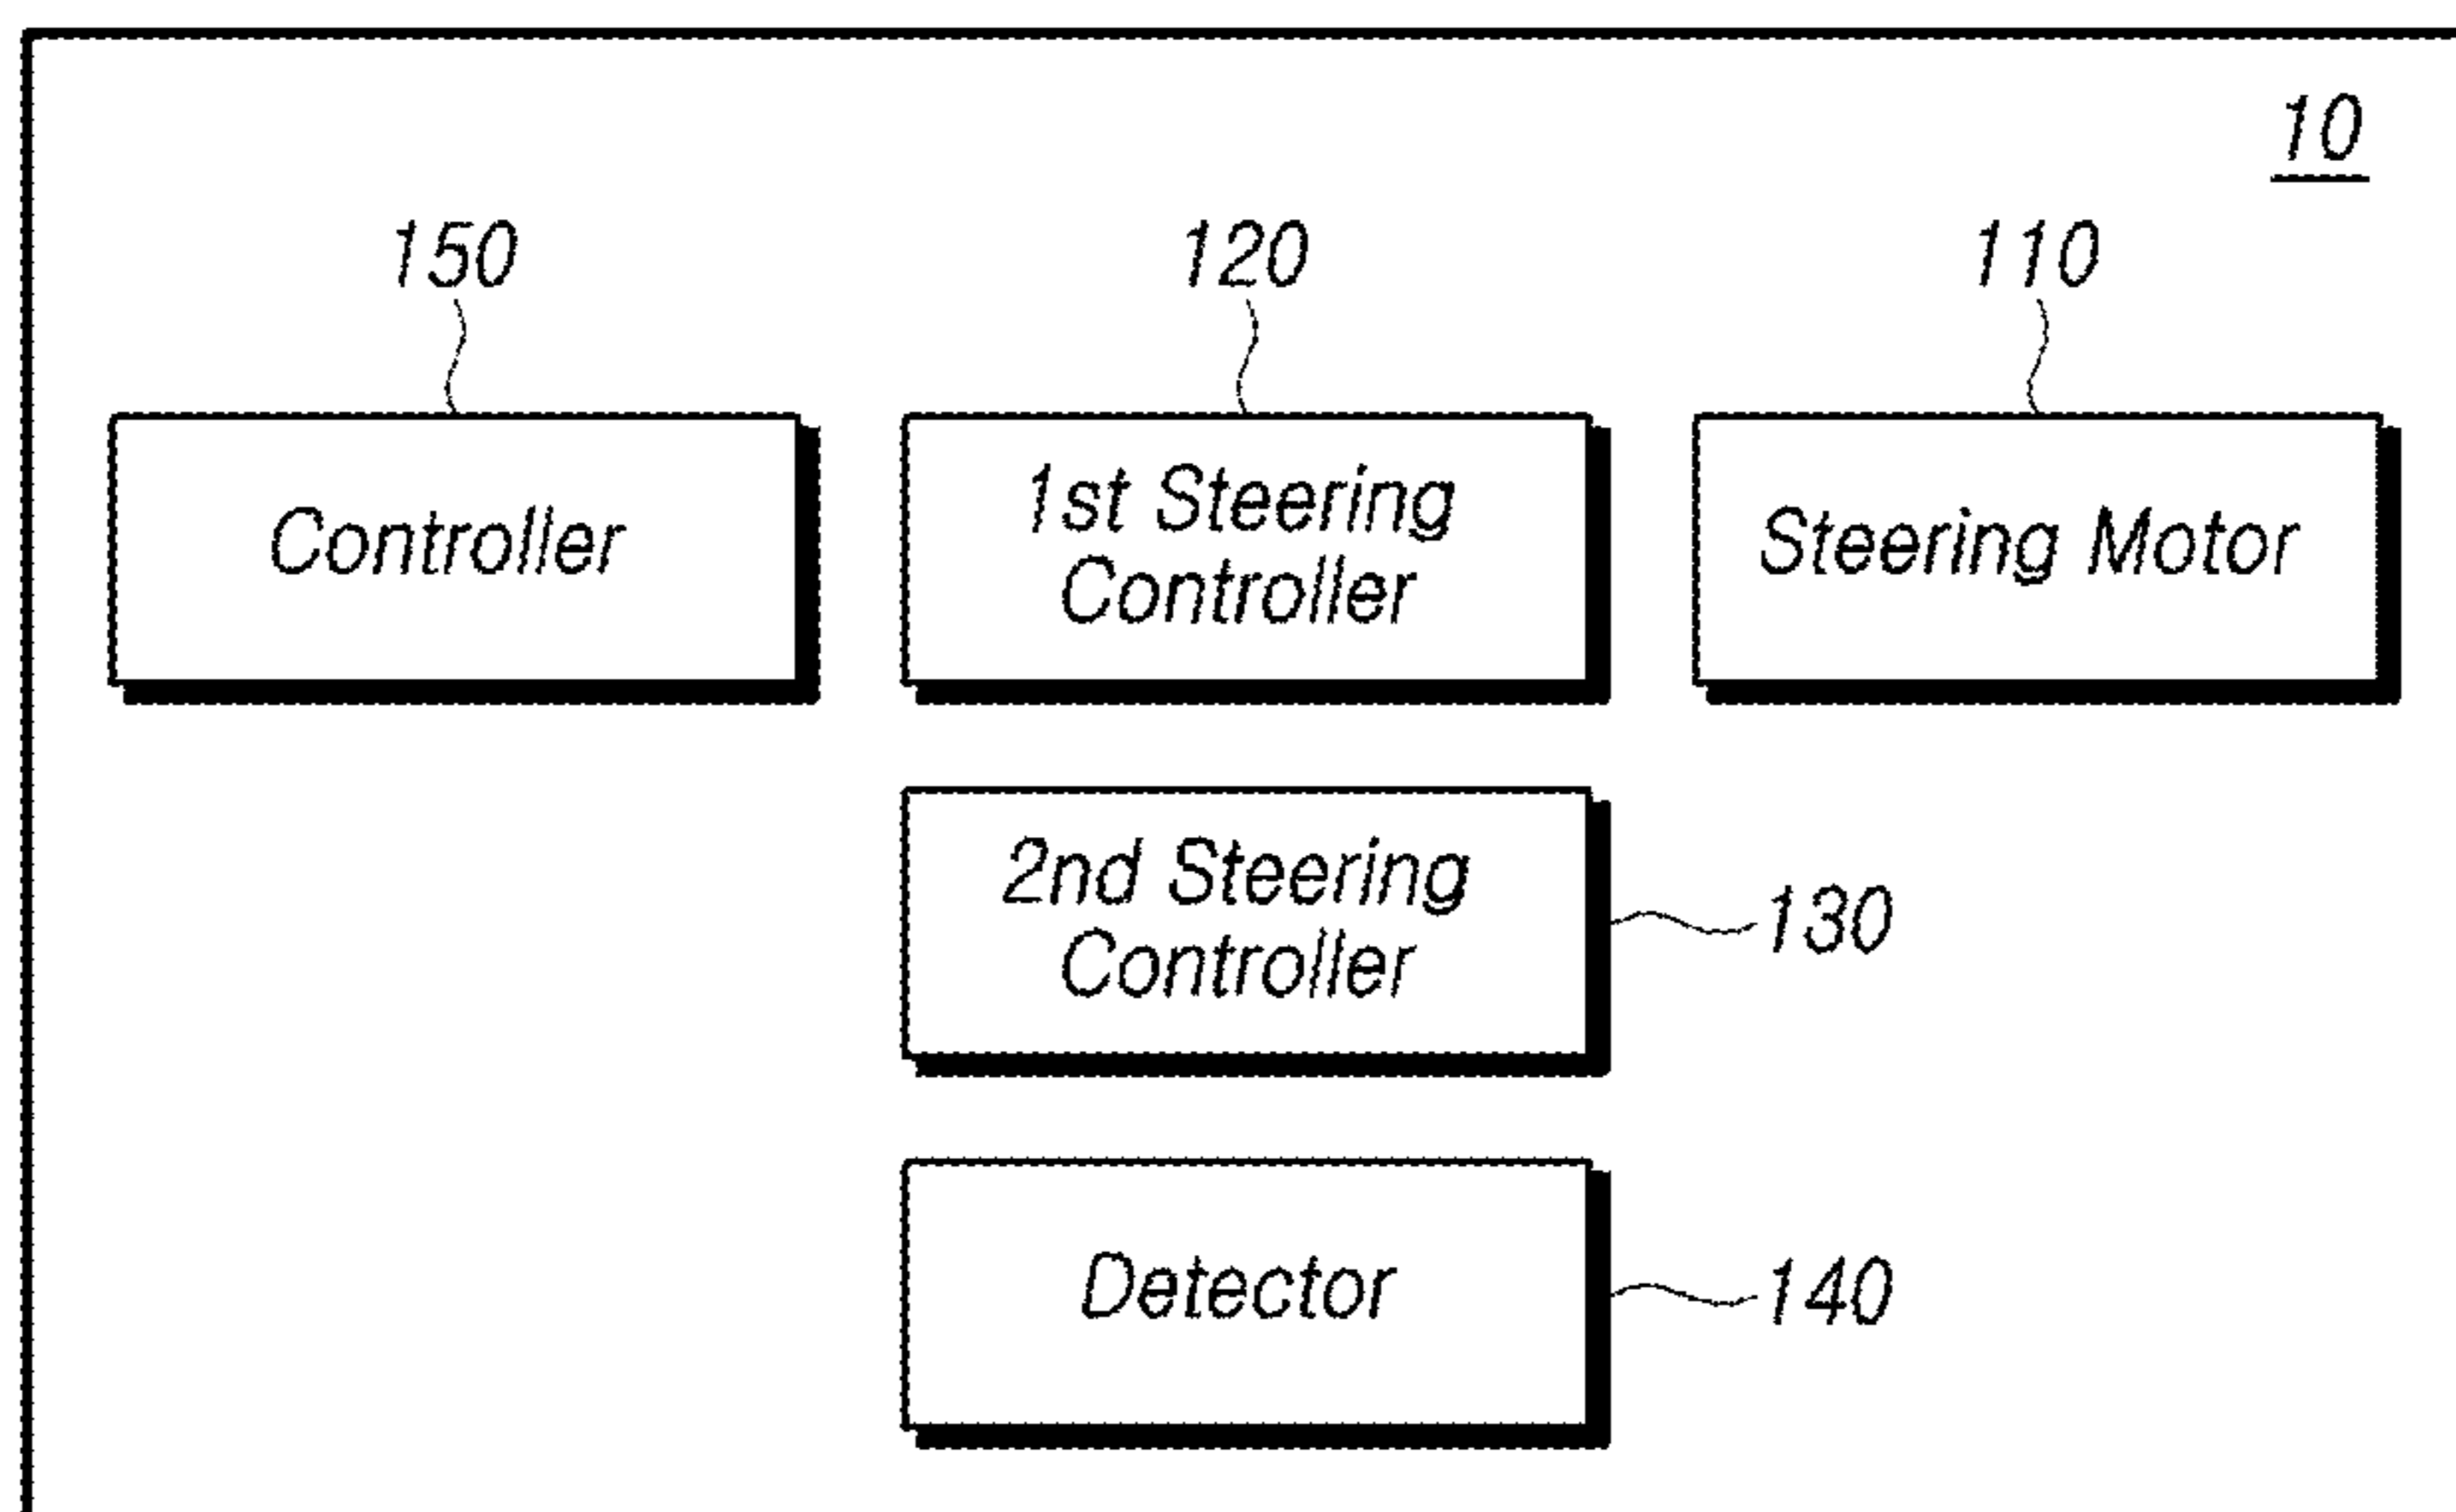 10
150
120
110
Controller
1st Steering
Controller
Steering Motor
2nd Steering
Controller
130
Detector
140